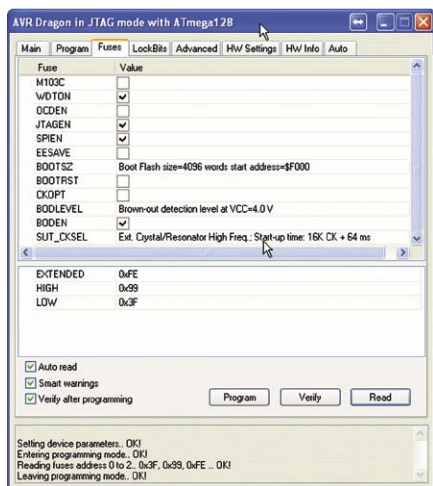 AVR Dragon in JTAG mode with ATmega128
Main Program Fuses LockBits Advanced HW Settings HW Info Auto
Fuse Value
M103C
WDTON
OCDEN
JTAGEN
SPIEN
EESAVE
BOOTSZ Boot Flash size=4096 words start address=$F000
BOOTRST
CKOPT
BODLEVEL Brown-out detection level at VCC=4.0 V
BODEN
SUT_CKSEL Ext. Crystal/Resonator High Freq.; Start-up time: 16K CK + 64 ms
EXTENDED 0xFE
HIGH 0x99
LOW 0x3F
Auto read
Smart warnings
Verify after programming
Program Verify Read
Setting device parameters.. OK!
Entering programming mode.. OK!
Reading fuses address 0 to 2.. 0x3F, 0x99, 0xFE .. OK!
Leaving programming mode.. OK!